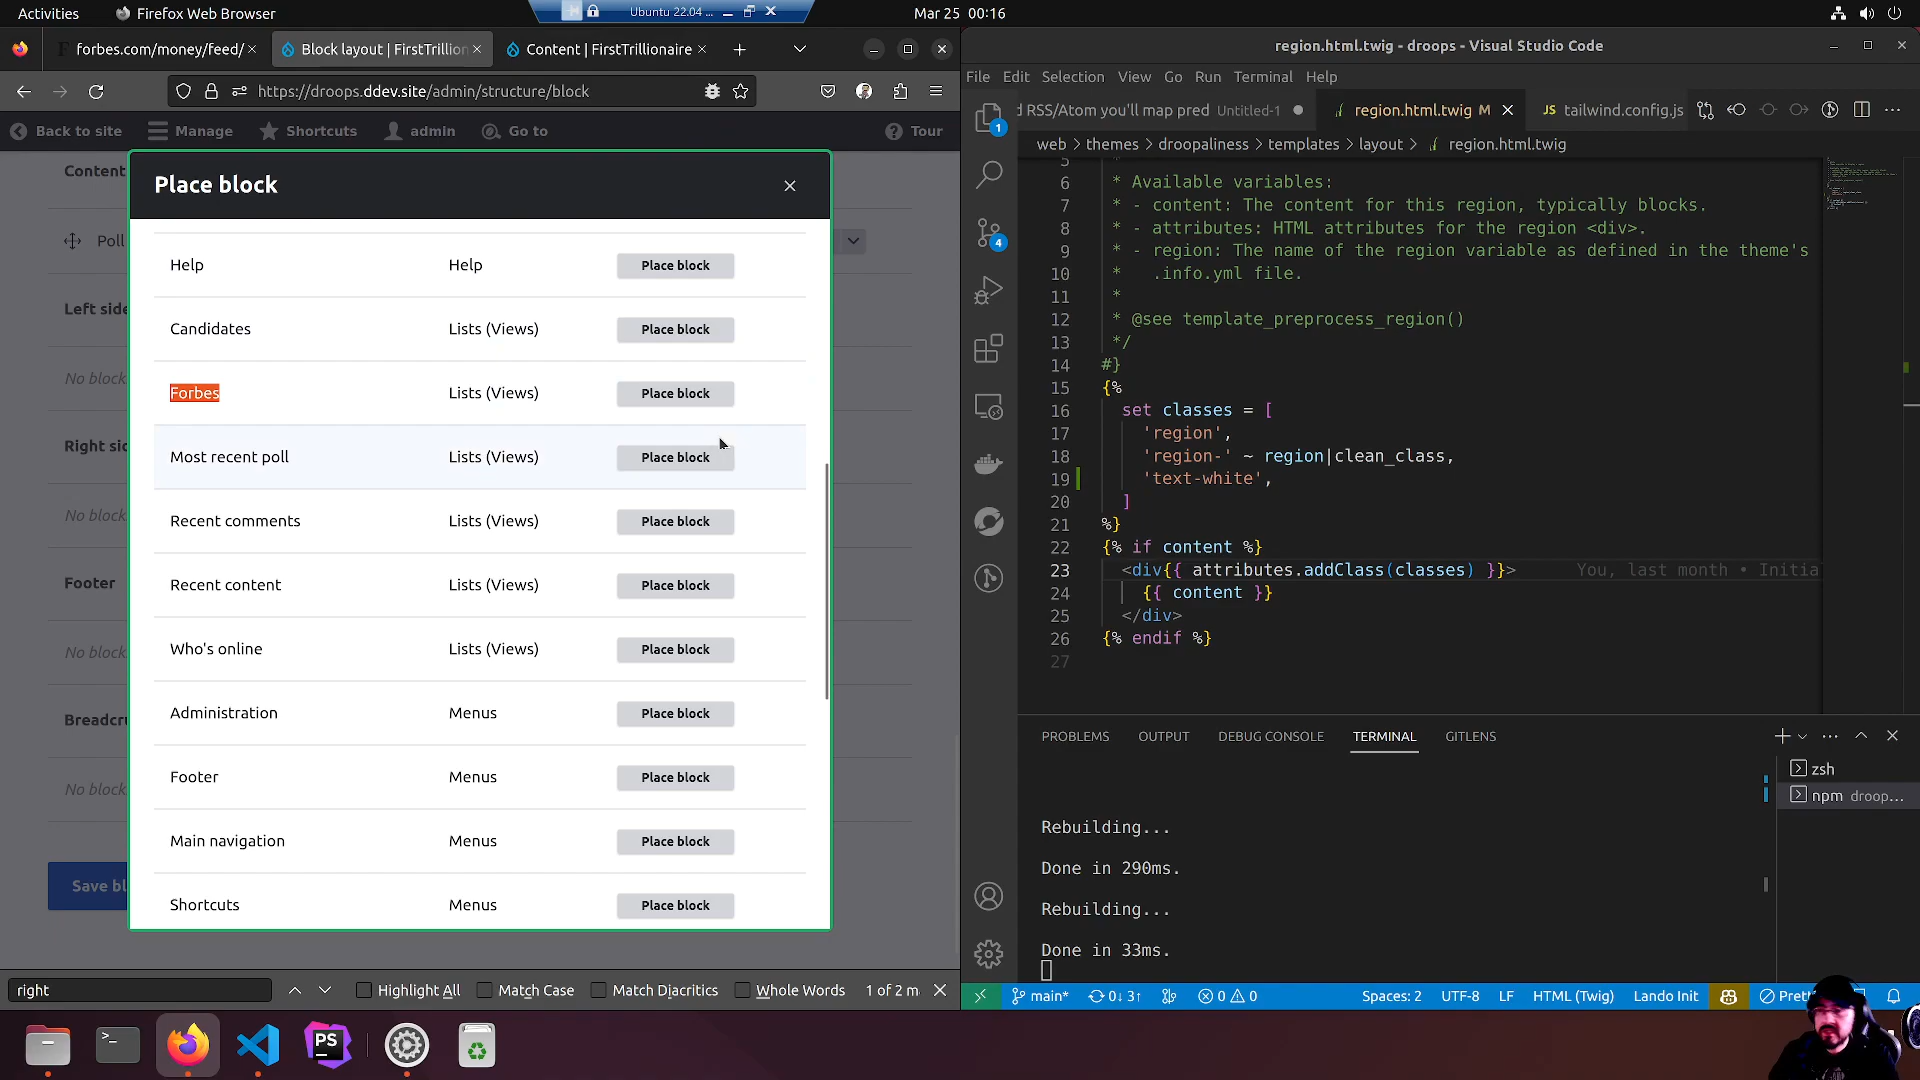 Activities
Firefox Web Browser
Ubuntu 22.04 ...
Mar 25 00:16
forbes.com/money/feed/
Block layout | FirstTrillion
Content | FirstTrillionaire
https://droops.ddev.site/admin/structure/block
Back to site
Manage
Shortcuts
admin
Go to
Tour
Content
Poll
Left side
No block
Right sid
No block
Footer
No block
Breadcru
No block
Save bl
Place block
Help Help Place block
Candidates Lists (Views) Place block
Forbes Lists (Views) Place block
Most recent poll Lists (Views) Place block
Recent comments Lists (Views) Place block
Recent content Lists (Views) Place block
Who's online Lists (Views) Place block
Administration Menus Place block
Footer Menus Place block
Main navigation Menus Place block
Shortcuts Menus Place block
right
Highlight All
Match Case
Match Diacritics
Whole Words
1 of 2 m
region.html.twig - droops - Visual Studio Code
File Edit Selection View Go Run Terminal Help
d RSS/Atom you'll map pred Untitled-1
region.html.twig M
JS tailwind.config.js
web > themes > droopaliness > templates > layout > region.html.twig
1
4
5 *
6 * Available variables:
7 * - content: The content for this region, typically blocks.
8 * - attributes: HTML attributes for the region <div>.
9 * - region: The name of the region variable as defined in the theme's
10 * .info.yml file.
11 *
12 * @see template_preprocess_region()
13 */
14 #}
15 {%
16 set classes = [
17 'region',
18 'region-' ~ region|clean_class,
19 'text-white',
20 ]
21 %}
22 {% if content %}
23 <div{{ attributes.addClass(classes) }}> You, last month • Initia
24 {{ content }}
25 </div>
26 {% endif %}
27
PROBLEMS OUTPUT DEBUG CONSOLE TERMINAL GITLENS
zsh
npm droop...
Rebuilding...
Done in 290ms.
Rebuilding...
Done in 33ms.
main*
0↓ 3↑
0
0
Spaces: 2
UTF-8
LF
HTML (Twig)
Lando Init
Prett
PS